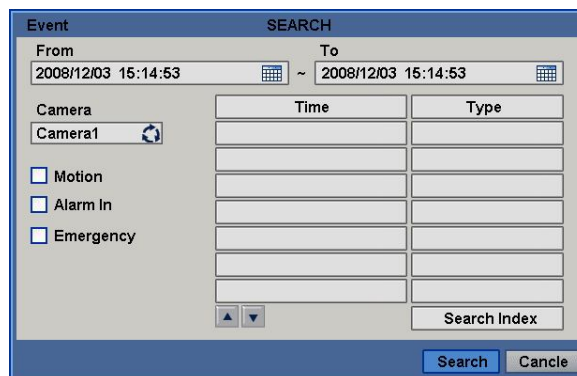 Event SEARCH
From To
2008/12/03 15:14:53 ~ 2008/12/03 15:14:53
Camera Time Type
Camera1
Motion
Alarm In
Emergency
Search Index
Search Cancle